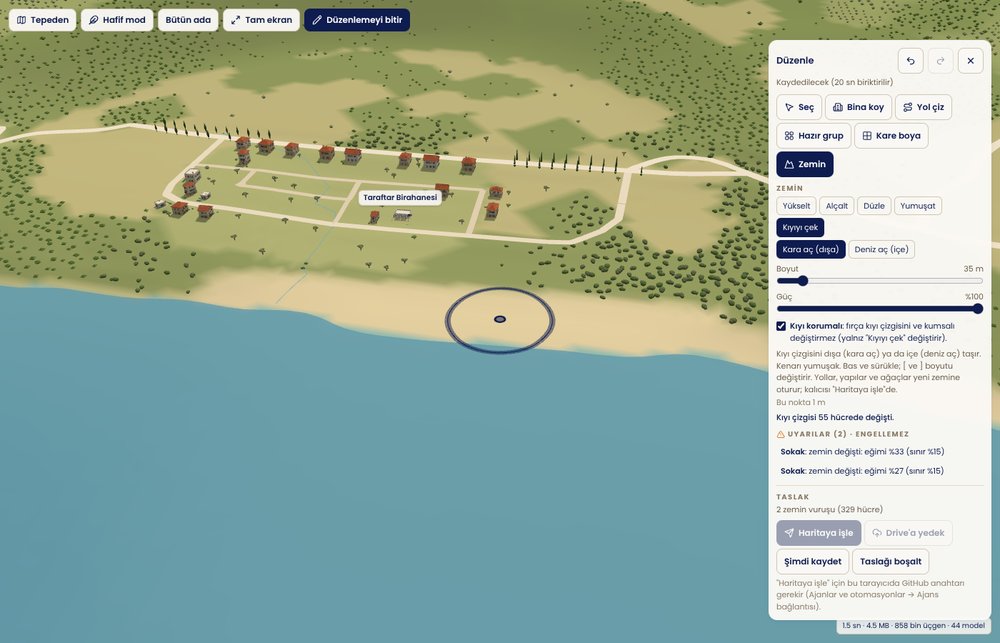 Tepeden
Hafif mod
Bütün ada
Tam ekran
Düzenlemeyi bitir
Düzenle
Kaydedilecek (20 sn biriktirilir)
Seç
Bina koy
Yol çiz
Hazır grup
Kare boya
Zemin
ZEMİN
Yükselt
Alçalt
Düzle
Yumuşat
Kıyıyı çek
Kara aç (dışa)
Deniz aç (içe)
Boyut 35 m
Güç %100
Kıyı korumalı: fırça kıyı çizgisini ve kumsalı
değiştirmez (yalnız "Kıyıyı çek" değiştirir).
Kıyı çizgisini dışa (kara aç) ya da içe (deniz aç) taşır.
Kenarı yumuşak. Bas ve sürükle; [ ve ] boyutu
değiştirir. Yollar, yapılar ve ağaçlar yeni zemine
oturur; kalıcısı "Haritaya işle"de.
Bu nokta 1 m
Kıyı çizgisi 55 hücrede değişti.
UYARILAR (2) · ENGELLEMEZ
Sokak: zemin değişti: eğimi %33 (sınır %15)
Sokak: zemin değişti: eğimi %27 (sınır %15)
TASLAK
2 zemin vuruşu (329 hücre)
Haritaya işle
Drive'a yedek
Şimdi kaydet
Taslağı boşalt
"Haritaya işle" için bu tarayıcıda GitHub anahtarı
gerekir (Ajanlar ve otomasyonlar → Ajans
bağlantısı).
Taraftar Birahanesi
1.5 sn · 4.5 MB · 858 bin üçgen · 44 model